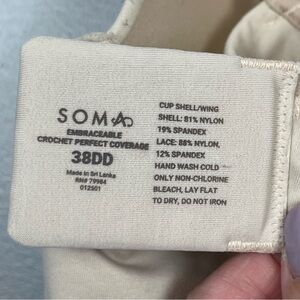 SOMA
EMBRACEABLE
CROCHET PERFECT COVERAGE
38DD
Made in Sri Lanka
RN# 79984
012501
CUP SHELL/WING
SHELL: 81% NYLON
19% SPANDEX
LACE: 88% NYLON,
12% SPANDEX
HAND WASH COLD
ONLY NON-CHLORINE
BLEACH, LAY FLAT
TO DRY, DO NOT IRON